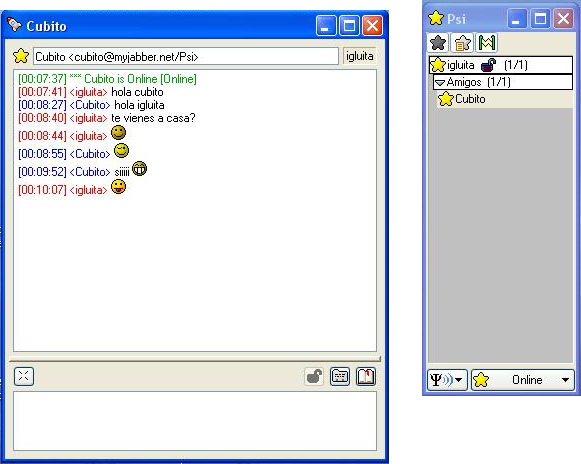 Cubito
Cubito <cubito@myjabber.net/Psi> igluita
[00:07:37] *** Cubito is Online [Online]
[00:07:41] <igluita> hola cubito
[00:08:27] <Cubito> hola igluita
[00:08:40] <igluita> te vienes a casa?
[00:08:44] <igluita>
[00:08:55] <Cubito>
[00:09:52] <Cubito> siiiii
[00:10:07] <igluita>
Psi
igluita (1/1)
Amigos (1/1)
Cubito
Ψ Online